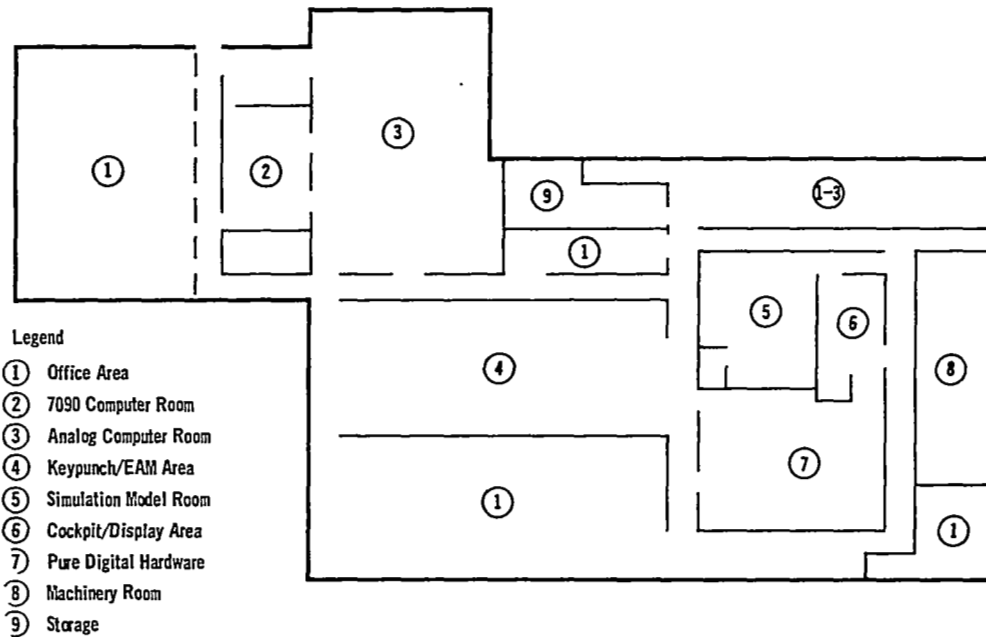 3
1
2
9
1-3
1
5
6
4
8
7
1
1
Legend
1 Office Area
2 7090 Computer Room
3 Analog Computer Room
4 Keypunch/EAM Area
5 Simulation Model Room
6 Cockpit/Display Area
7 Pure Digital Hardware
8 Machinery Room
9 Storage